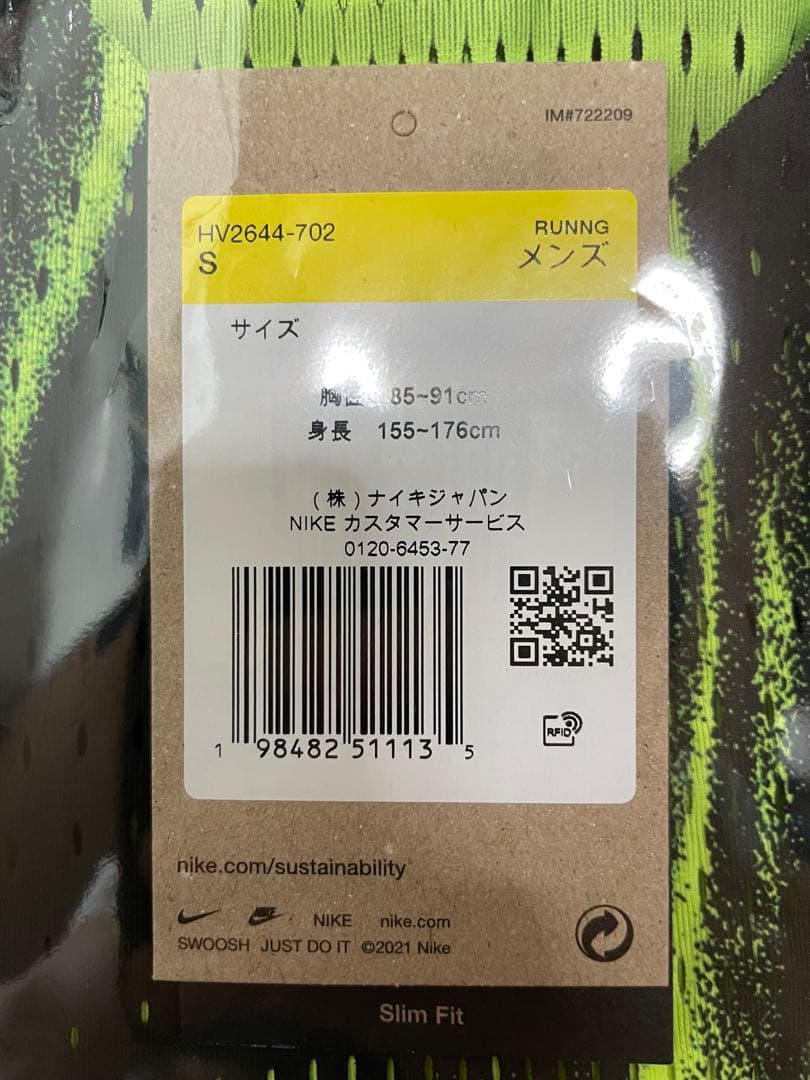 IM#722209
HV2644-702
RUNNG
S
メンズ
サイズ
胸囲 85~91cm
身長 155~176cm
(株)ナイキジャパン
NIKE カスタマーサービス
0120-6453-77
1 98482 51113 5
RFID
nike.com/sustainability
NIKE nike.com
SWOOSH JUST DO IT ©2021 Nike
Slim Fit